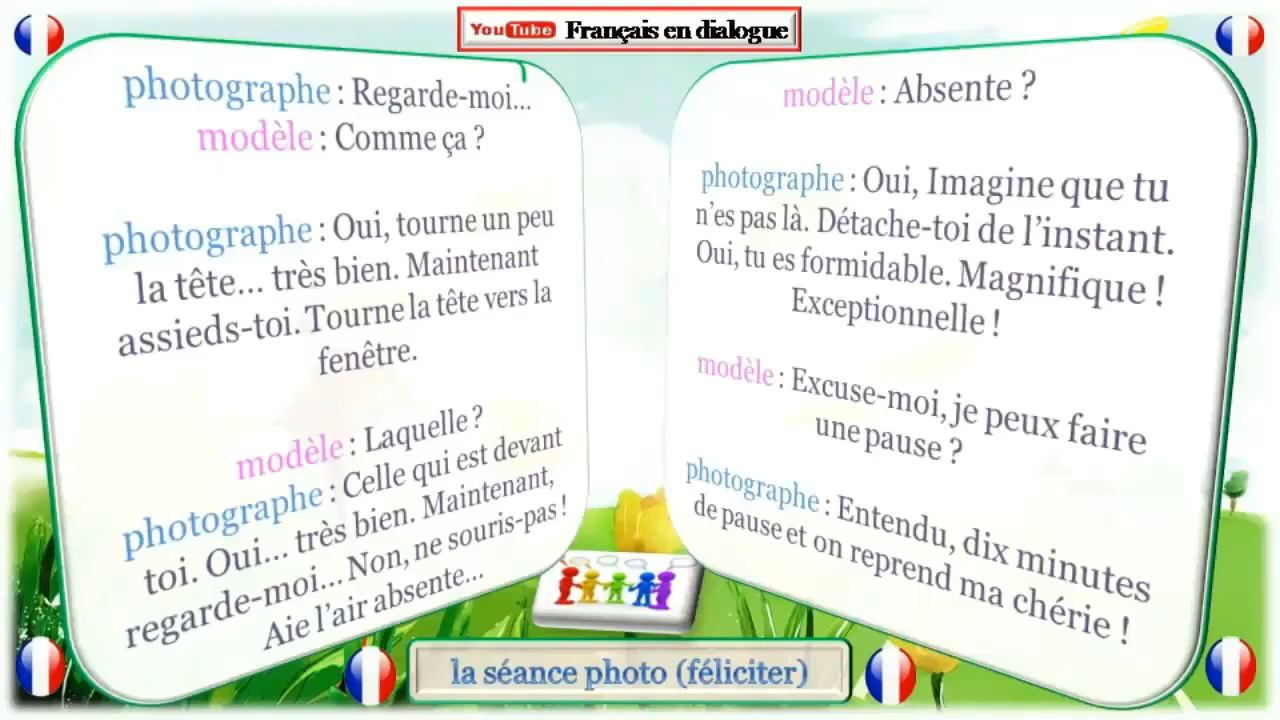 YouTube Français en dialogue
photographe : Regarde-moi...
modèle : Comme ça ?
photographe : Oui, tourne un peu
la tête... très bien. Maintenant
assieds-toi. Tourne la tête vers la
fenêtre.
modèle : Laquelle ?
photographe : Celle qui est devant
toi. Oui... très bien. Maintenant,
regarde-moi... Non, ne souris-pas !
Aie l'air absente...
modèle : Absente ?
photographe : Oui, Imagine que tu
n'es pas là. Détache-toi de l'instant.
Oui, tu es formidable. Magnifique !
Exceptionnelle !
modèle : Excuse-moi, je peux faire
une pause ?
photographe : Entendu, dix minutes
de pause et on reprend ma chérie !
la séance photo (féliciter)